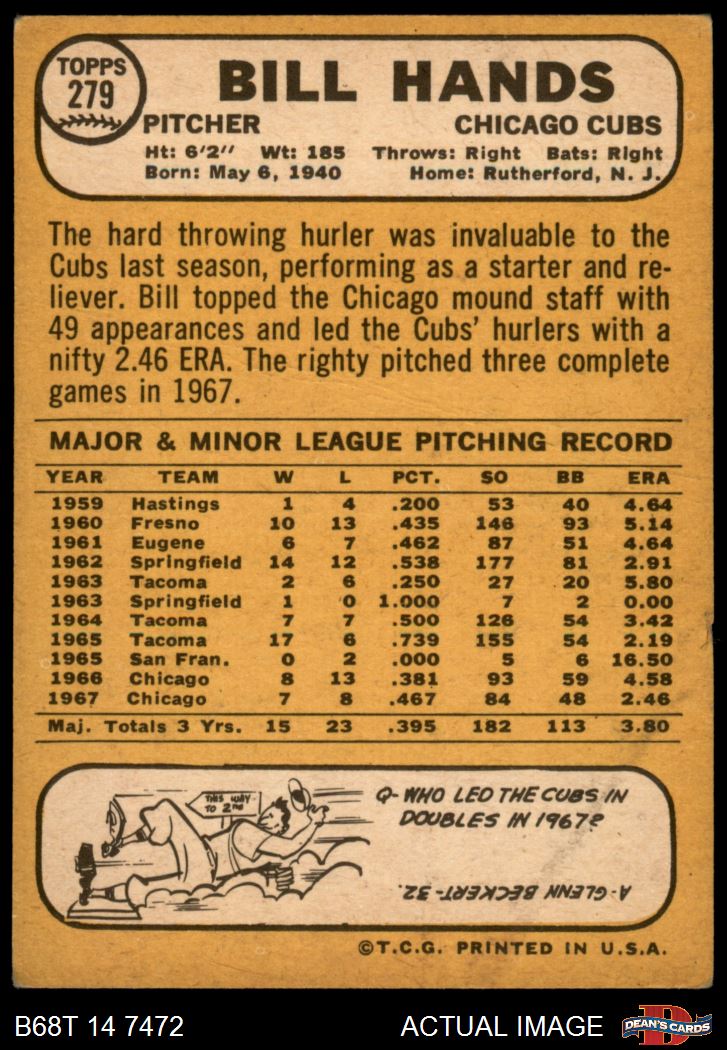 TOPPS
279
BILL HANDS
PITCHER CHICAGO CUBS
Ht: 6'2" Wt: 185 Throws: Right Bats: Right
Born: May 6, 1940 Home: Rutherford, N. J.
The hard throwing hurler was invaluable to the
Cubs last season, performing as a starter and re-
liever. Bill topped the Chicago mound staff with
49 appearances and led the Cubs' hurlers with a
nifty 2.46 ERA. The righty pitched three complete
games in 1967.
MAJOR & MINOR LEAGUE PITCHING RECORD
YEAR TEAM W L PCT. SO BB ERA
1959 Hastings 1 4 .200 53 40 4.64
1960 Fresno 10 13 .435 146 93 5.14
1961 Eugene 6 7 .462 87 51 4.64
1962 Springfield 14 12 .538 177 81 2.91
1963 Tacoma 2 6 .250 27 20 5.80
1963 Springfield 1 0 1.000 7 2 0.00
1964 Tacoma 7 7 .500 126 54 3.42
1965 Tacoma 17 6 .739 155 54 2.19
1965 San Fran. 0 2 .000 5 6 16.50
1966 Chicago 8 13 .381 93 59 4.58
1967 Chicago 7 8 .467 84 48 2.46
Maj. Totals 3 Yrs. 15 23 .395 182 113 3.80
THIS WAY
TO 2ND
Q- WHO LED THE CUBS IN
DOUBLES IN 1967?
A- GLENN BECKERT-32.
©T.C.G. PRINTED IN U.S.A.
B68T 14 7472 ACTUAL IMAGE
D
DEAN'S CARDS